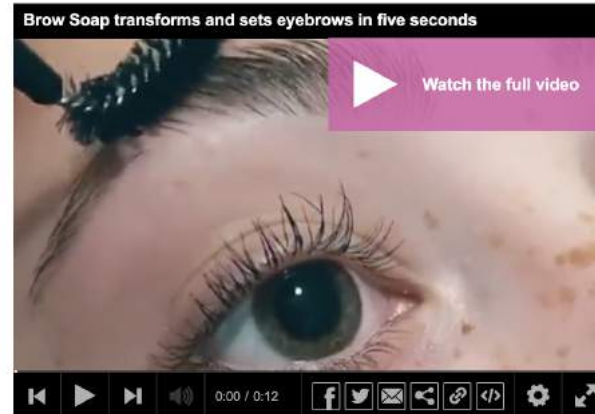 Brow Soap transforms and sets eyebrows in five seconds
Watch the full video
0:00 / 0:12